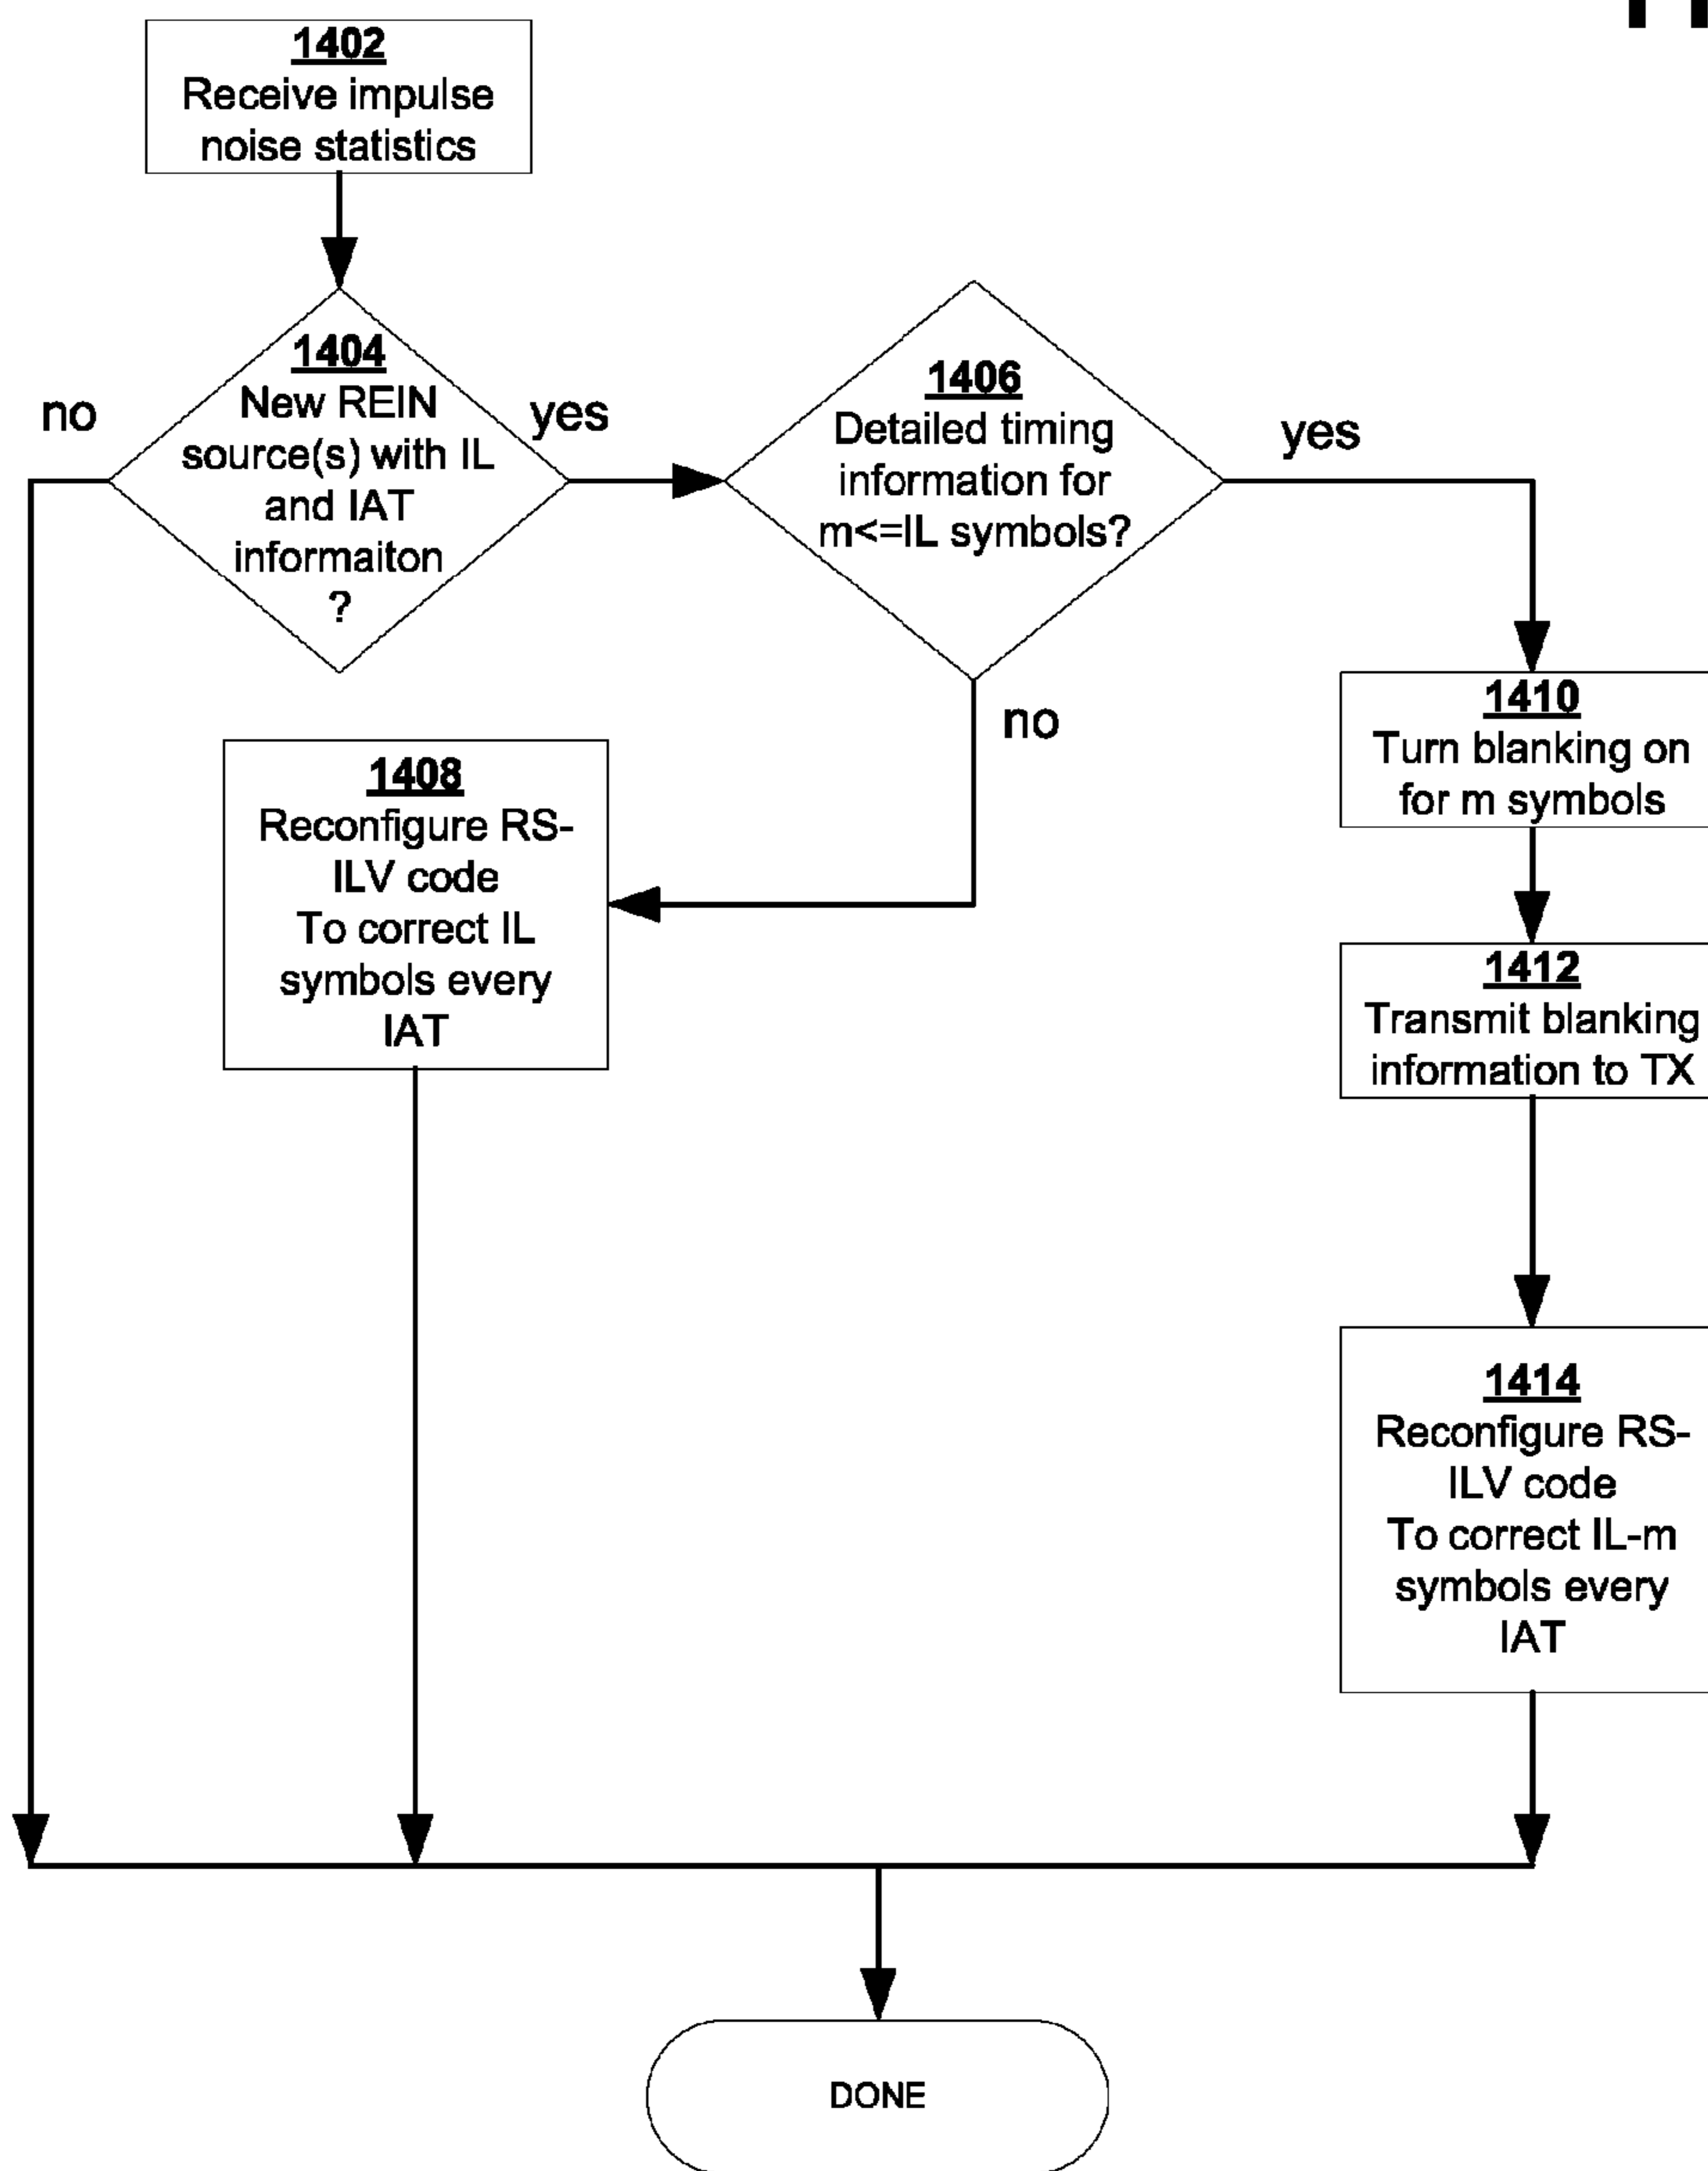 1402
Receive impulse
noise statistics
1404
New REIN
source(s) with IL
and IAT
informaiton
?
no
yes
1406
Detailed timing
information for
m<=IL symbols?
yes
no
1408
Reconfigure RS-
ILV code
To correct IL
symbols every
IAT
1410
Turn blanking on
for m symbols
1412
Transmit blanking
information to TX
1414
Reconfigure RS-
ILV code
To correct IL-m
symbols every
IAT
DONE